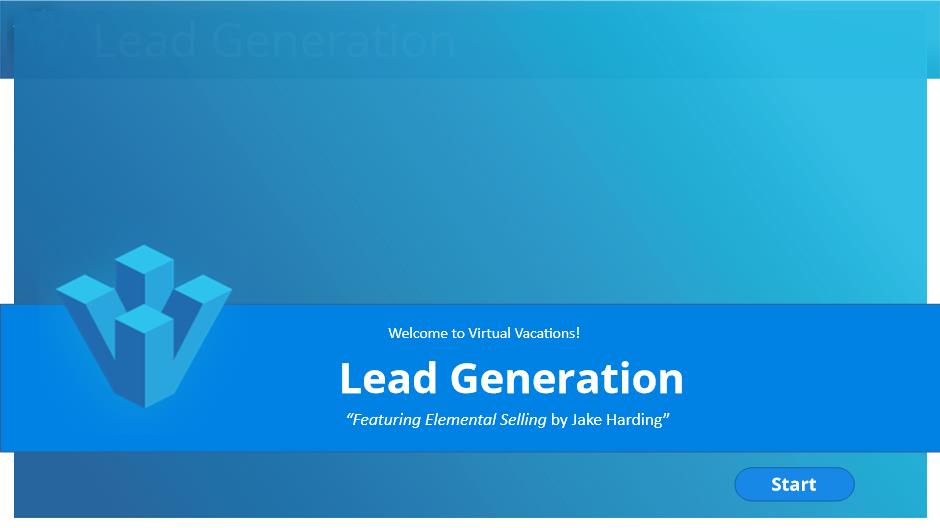 Lead Generation
Welcome to Virtual Vacations!
Lead Generation
“Featuring Elemental Selling by Jake Harding”
Start